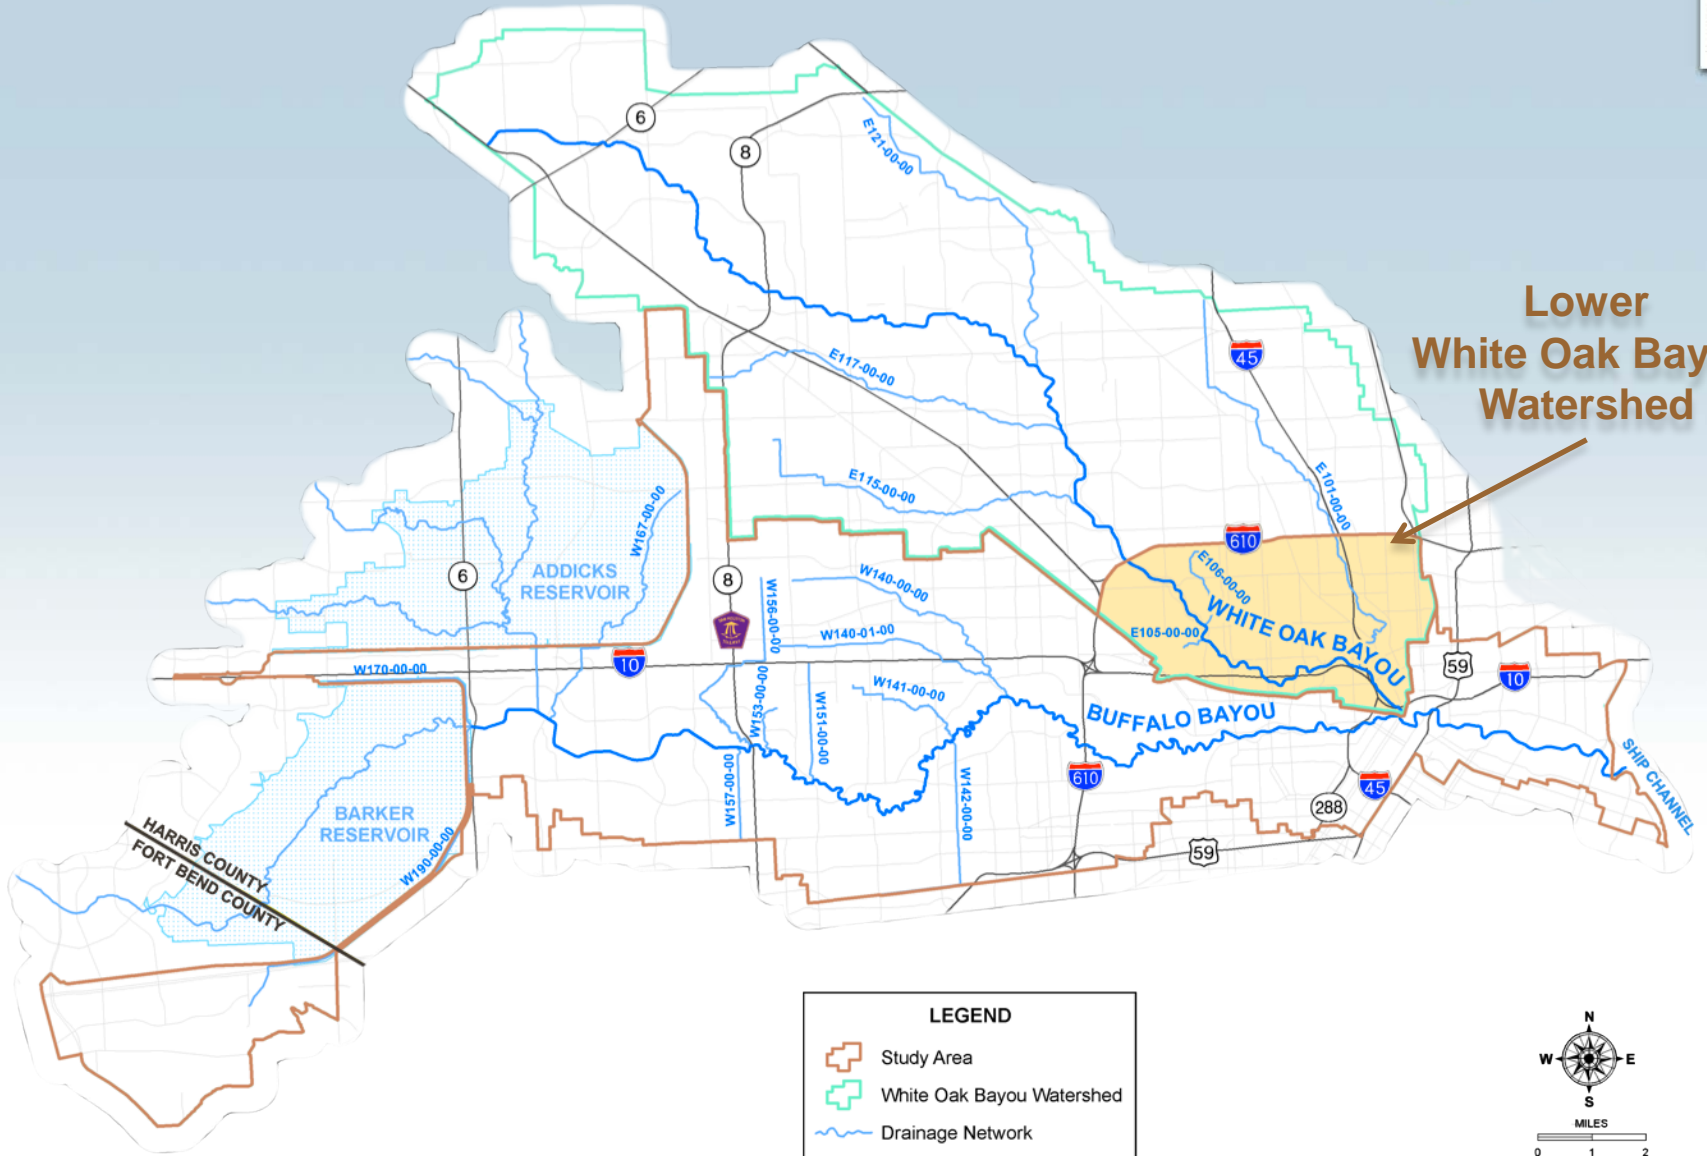 6
8
E121-00-00
Lower
White Oak Bay
Watershed
45
E117-00-00
E115-00-00
E101-00-00
W167-00-00
610
6
ADDICKS
RESERVOIR
8
W156-00-00
W140-00-00
E106-00-00
WHITE OAK BAYOU
W140-01-00
E105-00-00
10
W170-00-00
59
10
W153-00-00
W151-00-00
W141-00-00
BUFFALO BAYOU
SHIP CHANNEL
W157-00-00
W142-00-00
610
45
288
59
BARKER
RESERVOIR
W190-00-00
HARRIS COUNTY
FORT BEND COUNTY
LEGEND
Study Area
White Oak Bayou Watershed
Drainage Network
N
W E
S
MILES
0 1 2